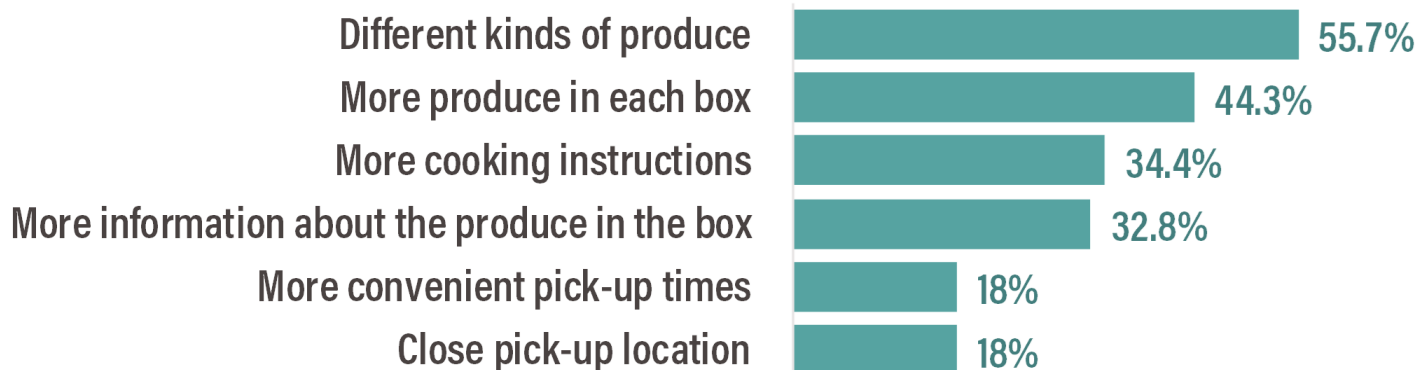 Different kinds of produce 55.7%
More produce in each box 44.3%
More cooking instructions 34.4%
More information about the produce in the box 32.8%
More convenient pick-up times 18%
Close pick-up location 18%